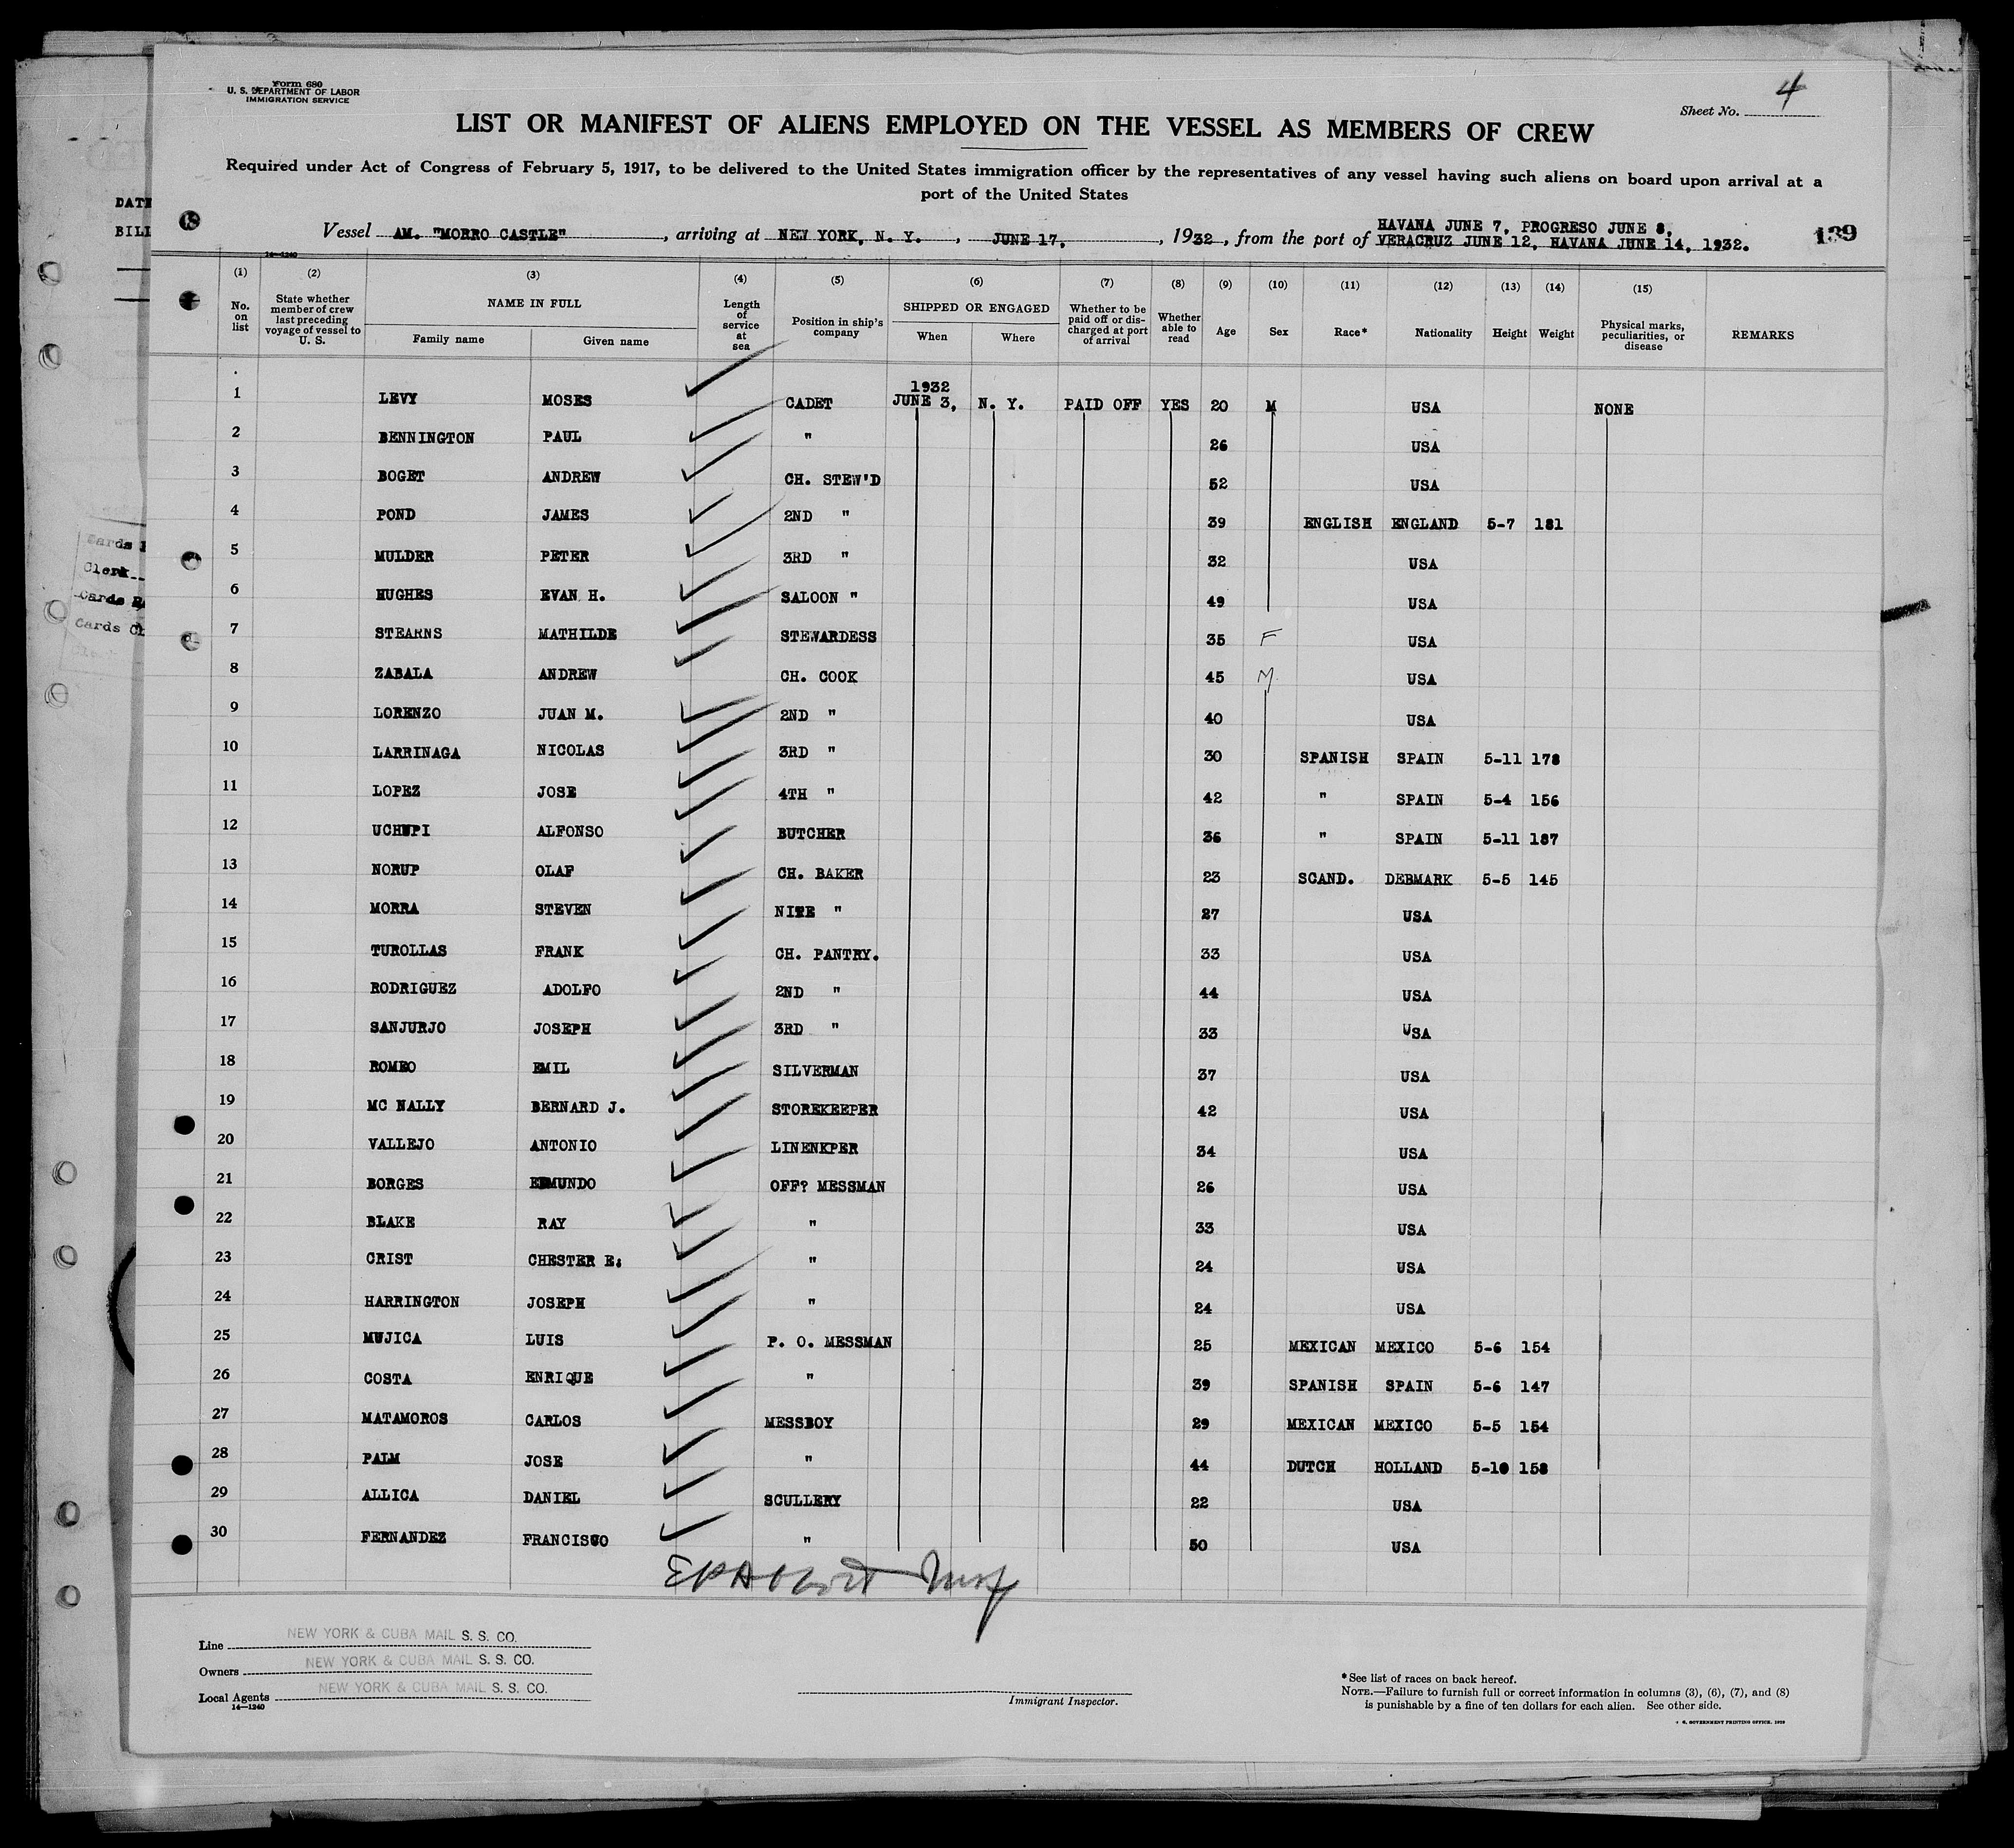 Form 680
U. S. DEPARTMENT OF LABOR
IMMIGRATION SERVICE
Sheet No. 4
LIST OR MANIFEST OF ALIENS EMPLOYED ON THE VESSEL AS MEMBERS OF CREW
Required under Act of Congress of February 5, 1917, to be delivered to the United States immigration officer by the representatives of any vessel having such aliens on board upon arrival at a
port of the United States
DATE
BILL
HAVANA JUNE 7, PROGRESO JUNE 8,
Vessel AM. "MORRO CASTLE", arriving at NEW YORK, N. Y., JUNE 17, 1932, from the port of VERACRUZ JUNE 12, HAVANA JUNE 14, 1932.
139
14—1240
(1) (2) (3) (4) (5) (6) (7) (8) (9) (10) (11) (12) (13) (14) (15)
No. on list
State whether member of crew last preceding voyage of vessel to U. S.
NAME IN FULL
Family name
Given name
Length of service at sea
Position in ship's company
SHIPPED OR ENGAGED
When
Where
Whether to be paid off or discharged at port of arrival
Whether able to read
Age
Sex
Race*
Nationality
Height
Weight
Physical marks, peculiarities, or disease
REMARKS
1932
1 LEVY MOSES CADET JUNE 3, N. Y. PAID OFF YES 20 M USA NONE
2 BENNINGTON PAUL " 26 USA
3 BOGET ANDREW CH. STEW'D 52 USA
4 POND JAMES 2ND " 39 ENGLISH ENGLAND 5-7 181
5 MULDER PETER 3RD " 32 USA
6 HUGHES EVAN H. SALOON " 49 USA
7 STEARNS MATHILDE STEWARDESS 35 F USA
8 ZABALA ANDREW CH. COOK 45 M USA
9 LORENZO JUAN M. 2ND " 40 USA
10 LARRINAGA NICOLAS 3RD " 30 SPANISH SPAIN 5-11 178
11 LOPEZ JOSE 4TH " 42 " SPAIN 5-4 156
12 UCHUPI ALFONSO BUTCHER 36 " SPAIN 5-11 187
13 NORUP OLAF CH. BAKER 23 SCAND. DEBMARK 5-5 145
14 MORRA STEVEN NITE " 27 USA
15 TUROLLAS FRANK CH. PANTRY. 33 USA
16 RODRIGUEZ ADOLFO 2ND " 44 USA
17 SANJURJO JOSEPH 3RD " 33 USA
18 ROMEO EMIL SILVERMAN 37 USA
19 MC NALLY BERNARD J. STOREKEEPER 42 USA
20 VALLEJO ANTONIO LINENKPER 34 USA
21 BORGES EDMUNDO OFF? MESSMAN 26 USA
22 BLAKE RAY " 33 USA
23 CRIST CHESTER E: " 24 USA
24 HARRINGTON JOSEPH " 24 USA
25 MUJICA LUIS P. O. MESSMAN 25 MEXICAN MEXICO 5-6 154
26 COSTA ENRIQUE " 39 SPANISH SPAIN 5-6 147
27 MATAMOROS CARLOS MESSBOY 29 MEXICAN MEXICO 5-5 154
28 PALM JOSE " 44 DUTCH HOLLAND 5-10 158
29 ALLICA DANIEL SCULLERY 22 USA
30 FERNANDEZ FRANCISCO " 50 USA
Line NEW YORK & CUBA MAIL S. S. CO.
Owners NEW YORK & CUBA MAIL S. S. CO.
Local Agents NEW YORK & CUBA MAIL S. S. CO.
14—1240
Immigrant Inspector.
*See list of races on back hereof.
NOTE.—Failure to furnish full or correct information in columns (3), (6), (7), and (8)
is punishable by a fine of ten dollars for each alien. See other side.
GOVERNMENT PRINTING OFFICE
Cards
Clerk
Cards
Cards